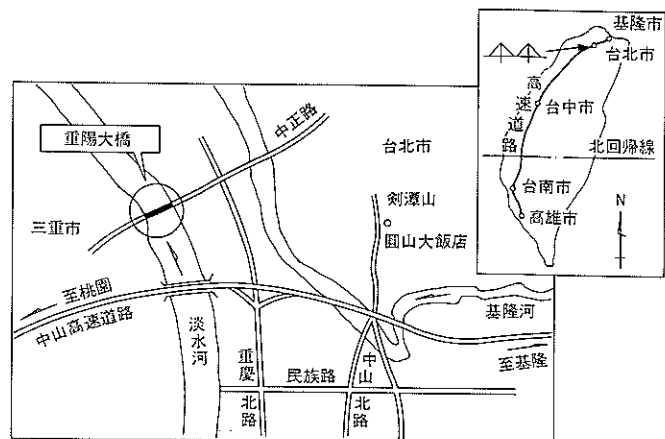 基隆市
台北市
高速道路
台中市
北回帰線
台南市
高雄市
N
中正路
重陽大橋
台北市
三重市
剣潭山
圓山大飯店
至桃園
中山高速道路
淡水河
重慶北路
民族路
中山北路
基隆河
至基隆